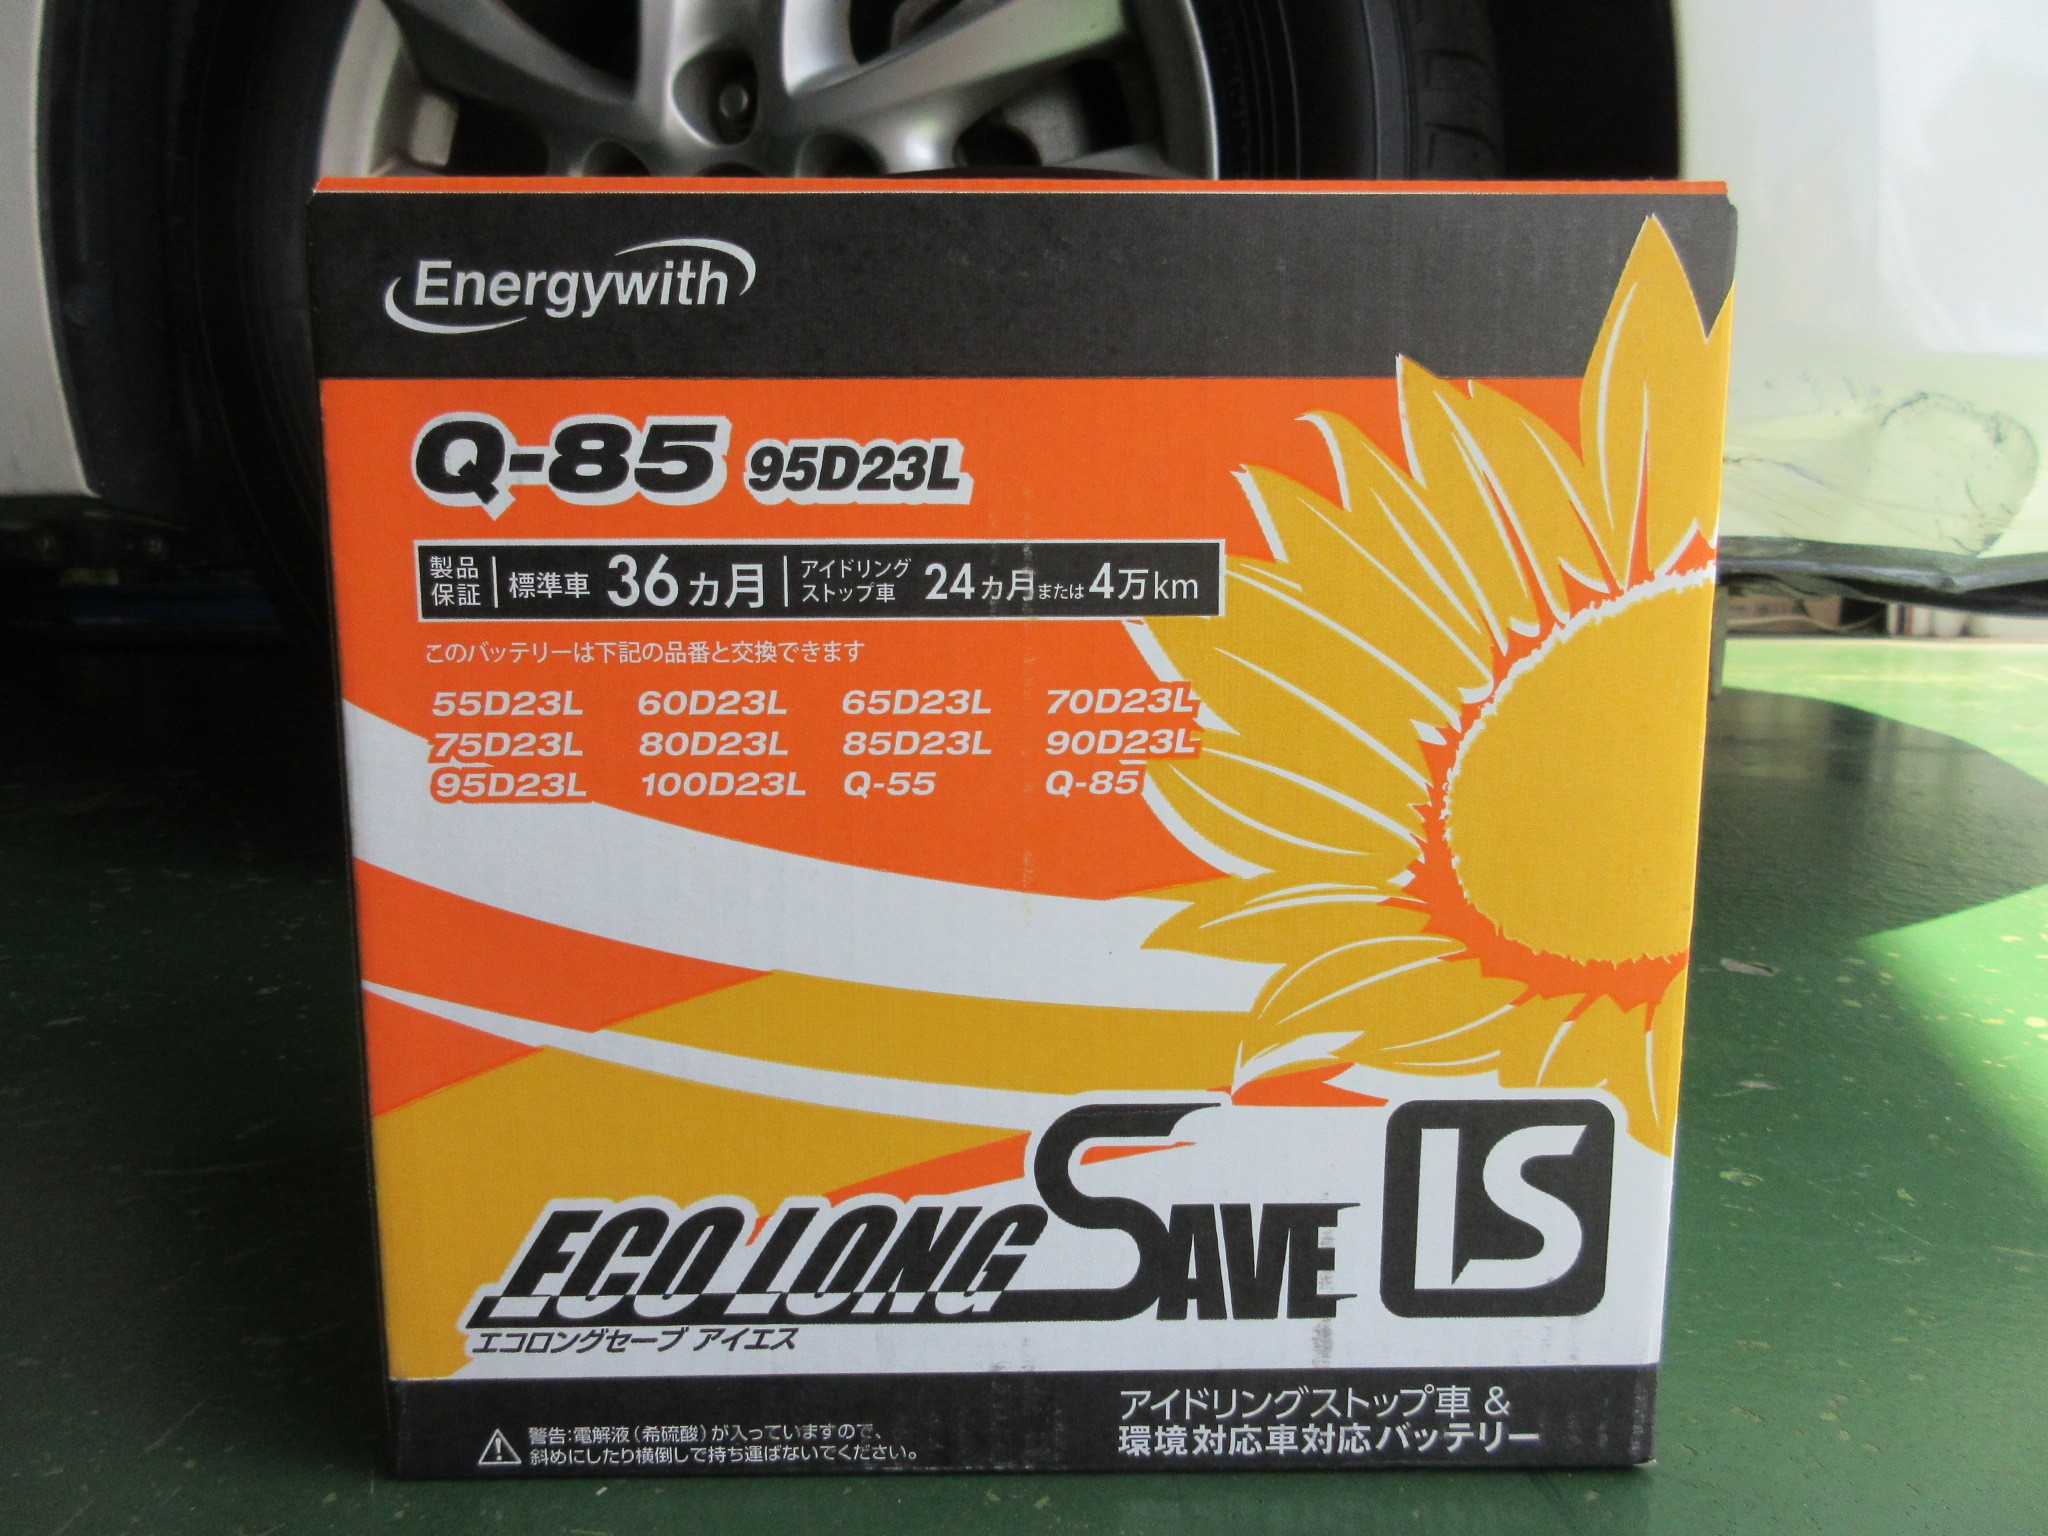 Energywith
Q-85 95D23L
製品保証 標準車 36ヵ月 アイドリングストップ車 24ヵ月または4万km
このバッテリーは下記の品番と交換できます
55D23L 60D23L 65D23L 70D23L
75D23L 80D23L 85D23L 90D23L
95D23L 100D23L Q-55 Q-85
ECO LONG SAVE IS
エコロングセーブ アイエス
アイドリングストップ車 &
環境対応車対応バッテリー
警告:電解液(希硫酸)が入っていますので、
斜めにしたり横倒しで持ち運ばないでください。